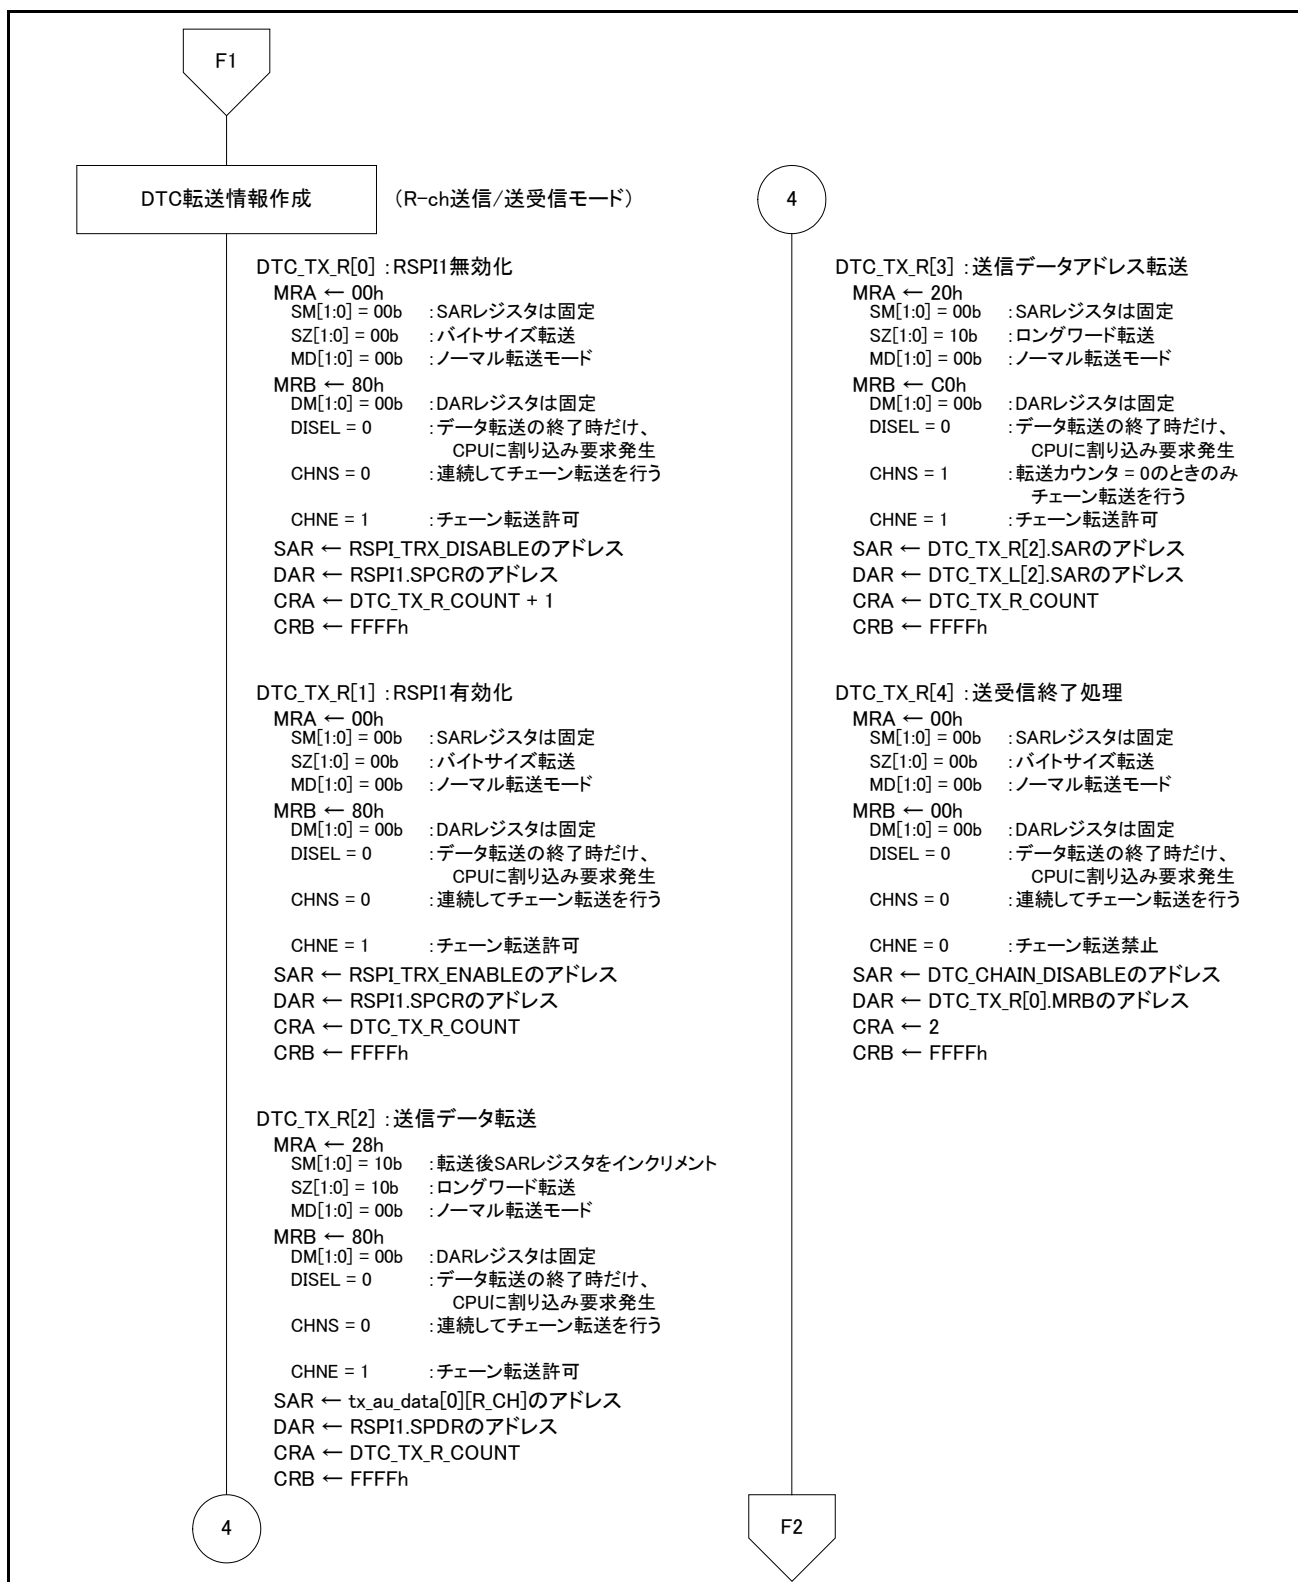 F1
DTC転送情報作成
（R-ch送信/送受信モード）
DTC_TX_R[0] ：RSPI1無効化
MRA ← 00h
SM[1:0] = 00b ：SARレジスタは固定
SZ[1:0] = 00b ：バイトサイズ転送
MD[1:0] = 00b ：ノーマル転送モード
MRB ← 80h
DM[1:0] = 00b ：DARレジスタは固定
DISEL = 0 ：データ転送の終了時だけ、
CPUに割り込み要求発生
CHNS = 0 ：連続してチェーン転送を行う
CHNE = 1 ：チェーン転送許可
SAR ← RSPI_TRX_DISABLEのアドレス
DAR ← RSPI1.SPCRのアドレス
CRA ← DTC_TX_R_COUNT + 1
CRB ← FFFFh
DTC_TX_R[1] ：RSPI1有効化
MRA ← 00h
SM[1:0] = 00b ：SARレジスタは固定
SZ[1:0] = 00b ：バイトサイズ転送
MD[1:0] = 00b ：ノーマル転送モード
MRB ← 80h
DM[1:0] = 00b ：DARレジスタは固定
DISEL = 0 ：データ転送の終了時だけ、
CPUに割り込み要求発生
CHNS = 0 ：連続してチェーン転送を行う
CHNE = 1 ：チェーン転送許可
SAR ← RSPI_TRX_ENABLEのアドレス
DAR ← RSPI1.SPCRのアドレス
CRA ← DTC_TX_R_COUNT
CRB ← FFFFh
DTC_TX_R[2] ：送信データ転送
MRA ← 28h
SM[1:0] = 10b ：転送後SARレジスタをインクリメント
SZ[1:0] = 10b ：ロングワード転送
MD[1:0] = 00b ：ノーマル転送モード
MRB ← 80h
DM[1:0] = 00b ：DARレジスタは固定
DISEL = 0 ：データ転送の終了時だけ、
CPUに割り込み要求発生
CHNS = 0 ：連続してチェーン転送を行う
CHNE = 1 ：チェーン転送許可
SAR ← tx_au_data[0][R_CH]のアドレス
DAR ← RSPI1.SPDRのアドレス
CRA ← DTC_TX_R_COUNT
CRB ← FFFFh
4
4
DTC_TX_R[3] ：送信データアドレス転送
MRA ← 20h
SM[1:0] = 00b ：SARレジスタは固定
SZ[1:0] = 10b ：ロングワード転送
MD[1:0] = 00b ：ノーマル転送モード
MRB ← C0h
DM[1:0] = 00b ：DARレジスタは固定
DISEL = 0 ：データ転送の終了時だけ、
CPUに割り込み要求発生
CHNS = 1 ：転送カウンタ = 0のときのみ
チェーン転送を行う
CHNE = 1 ：チェーン転送許可
SAR ← DTC_TX_R[2].SARのアドレス
DAR ← DTC_TX_L[2].SARのアドレス
CRA ← DTC_TX_R_COUNT
CRB ← FFFFh
DTC_TX_R[4] ：送受信終了処理
MRA ← 00h
SM[1:0] = 00b ：SARレジスタは固定
SZ[1:0] = 00b ：バイトサイズ転送
MD[1:0] = 00b ：ノーマル転送モード
MRB ← 00h
DM[1:0] = 00b ：DARレジスタは固定
DISEL = 0 ：データ転送の終了時だけ、
CPUに割り込み要求発生
CHNS = 0 ：連続してチェーン転送を行う
CHNE = 0 ：チェーン転送禁止
SAR ← DTC_CHAIN_DISABLEのアドレス
DAR ← DTC_TX_R[0].MRBのアドレス
CRA ← 2
CRB ← FFFFh
F2